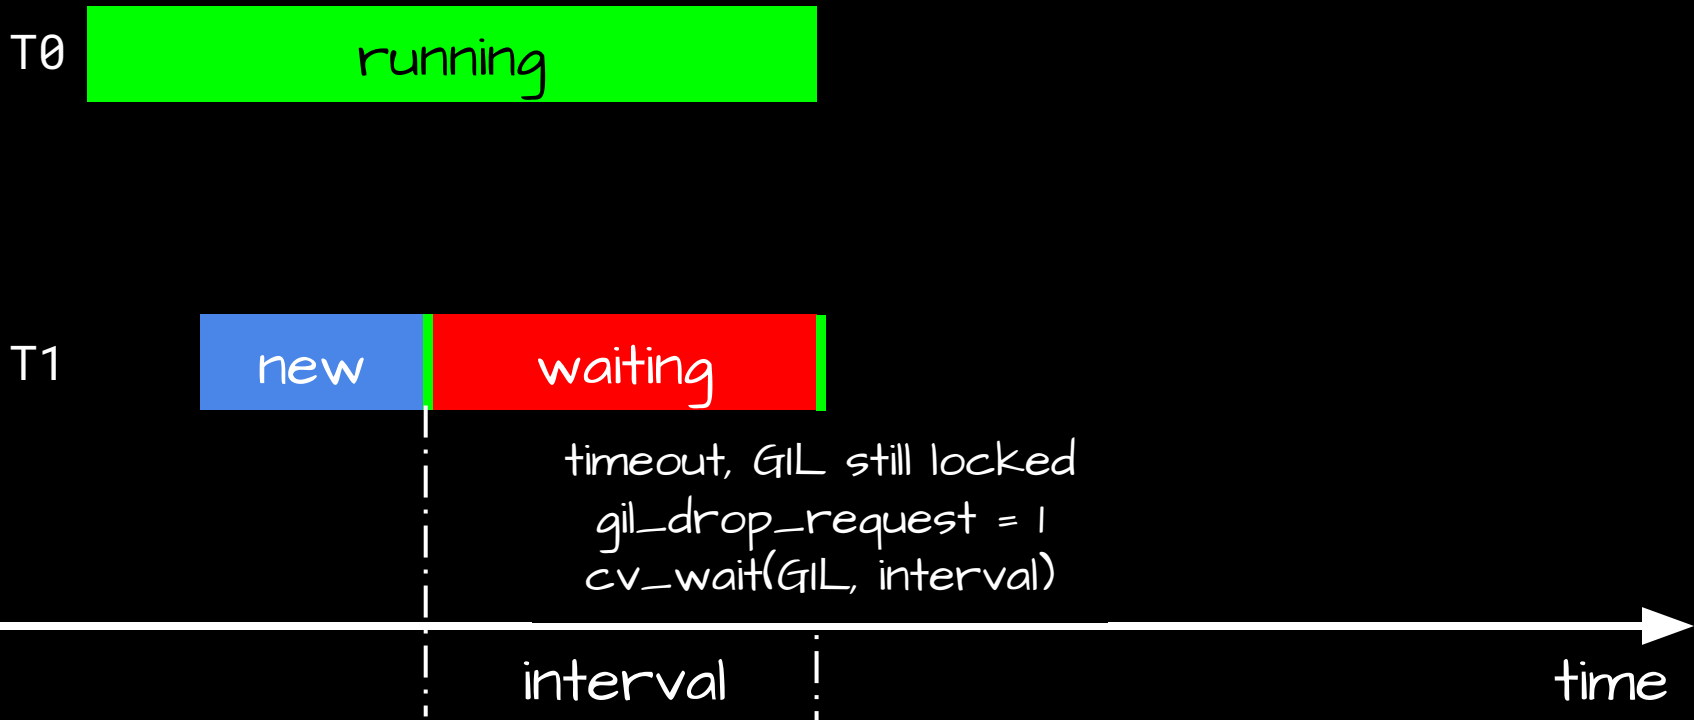 T0
running
T1
new
waiting
timeout, GIL still locked
gil_drop_request = 1
cv_wait(GIL, interval)
interval
time